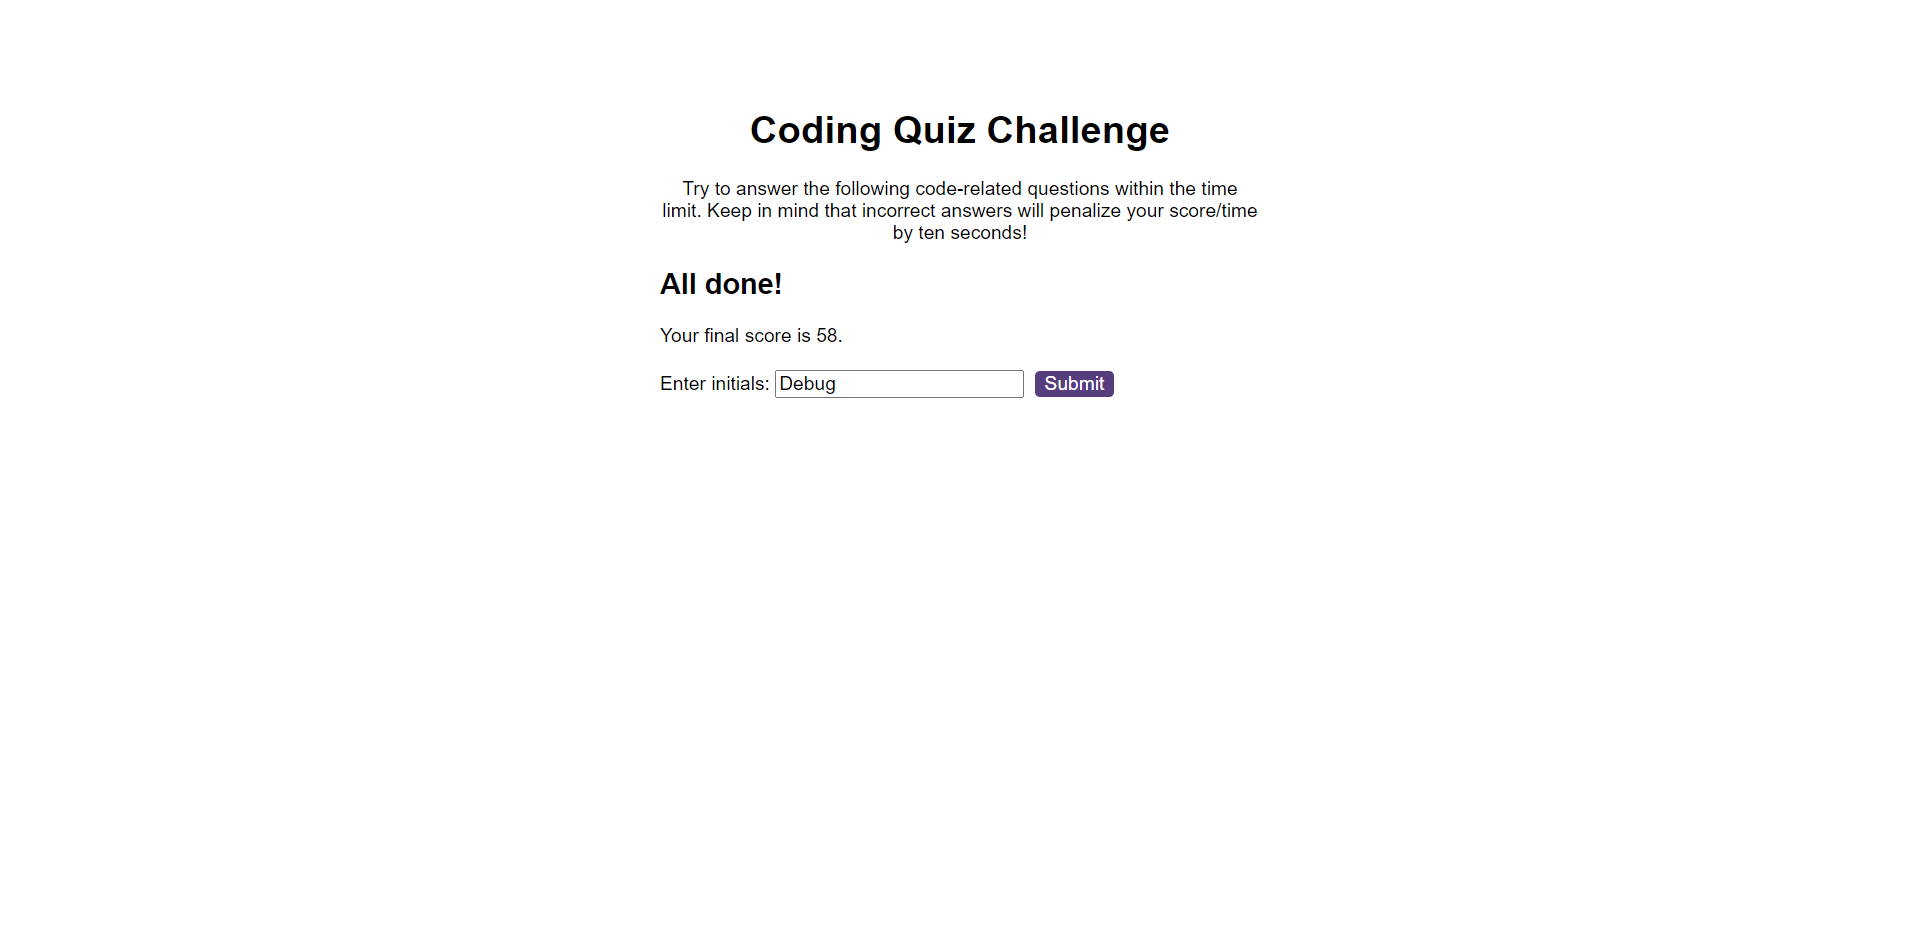 Coding Quiz Challenge
Try to answer the following code-related questions within the time
limit. Keep in mind that incorrect answers will penalize your score/time
by ten seconds!
All done!
Your final score is 58.
Enter initials: Debug Submit